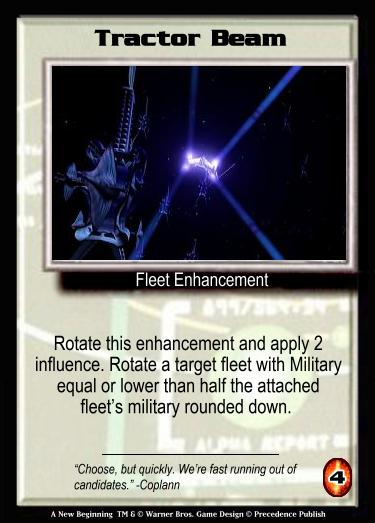 Tractor Beam
Fleet Enhancement
Rotate this enhancement and apply 2
influence. Rotate a target fleet with Military
equal or lower than half the attached
fleet's military rounded down.
ALPHA REPORT
"Choose, but quickly. We're fast running out of
candidates." -Coplann
4
A New Beginning TM & © Warner Bros. Game Design © Precedence Publish